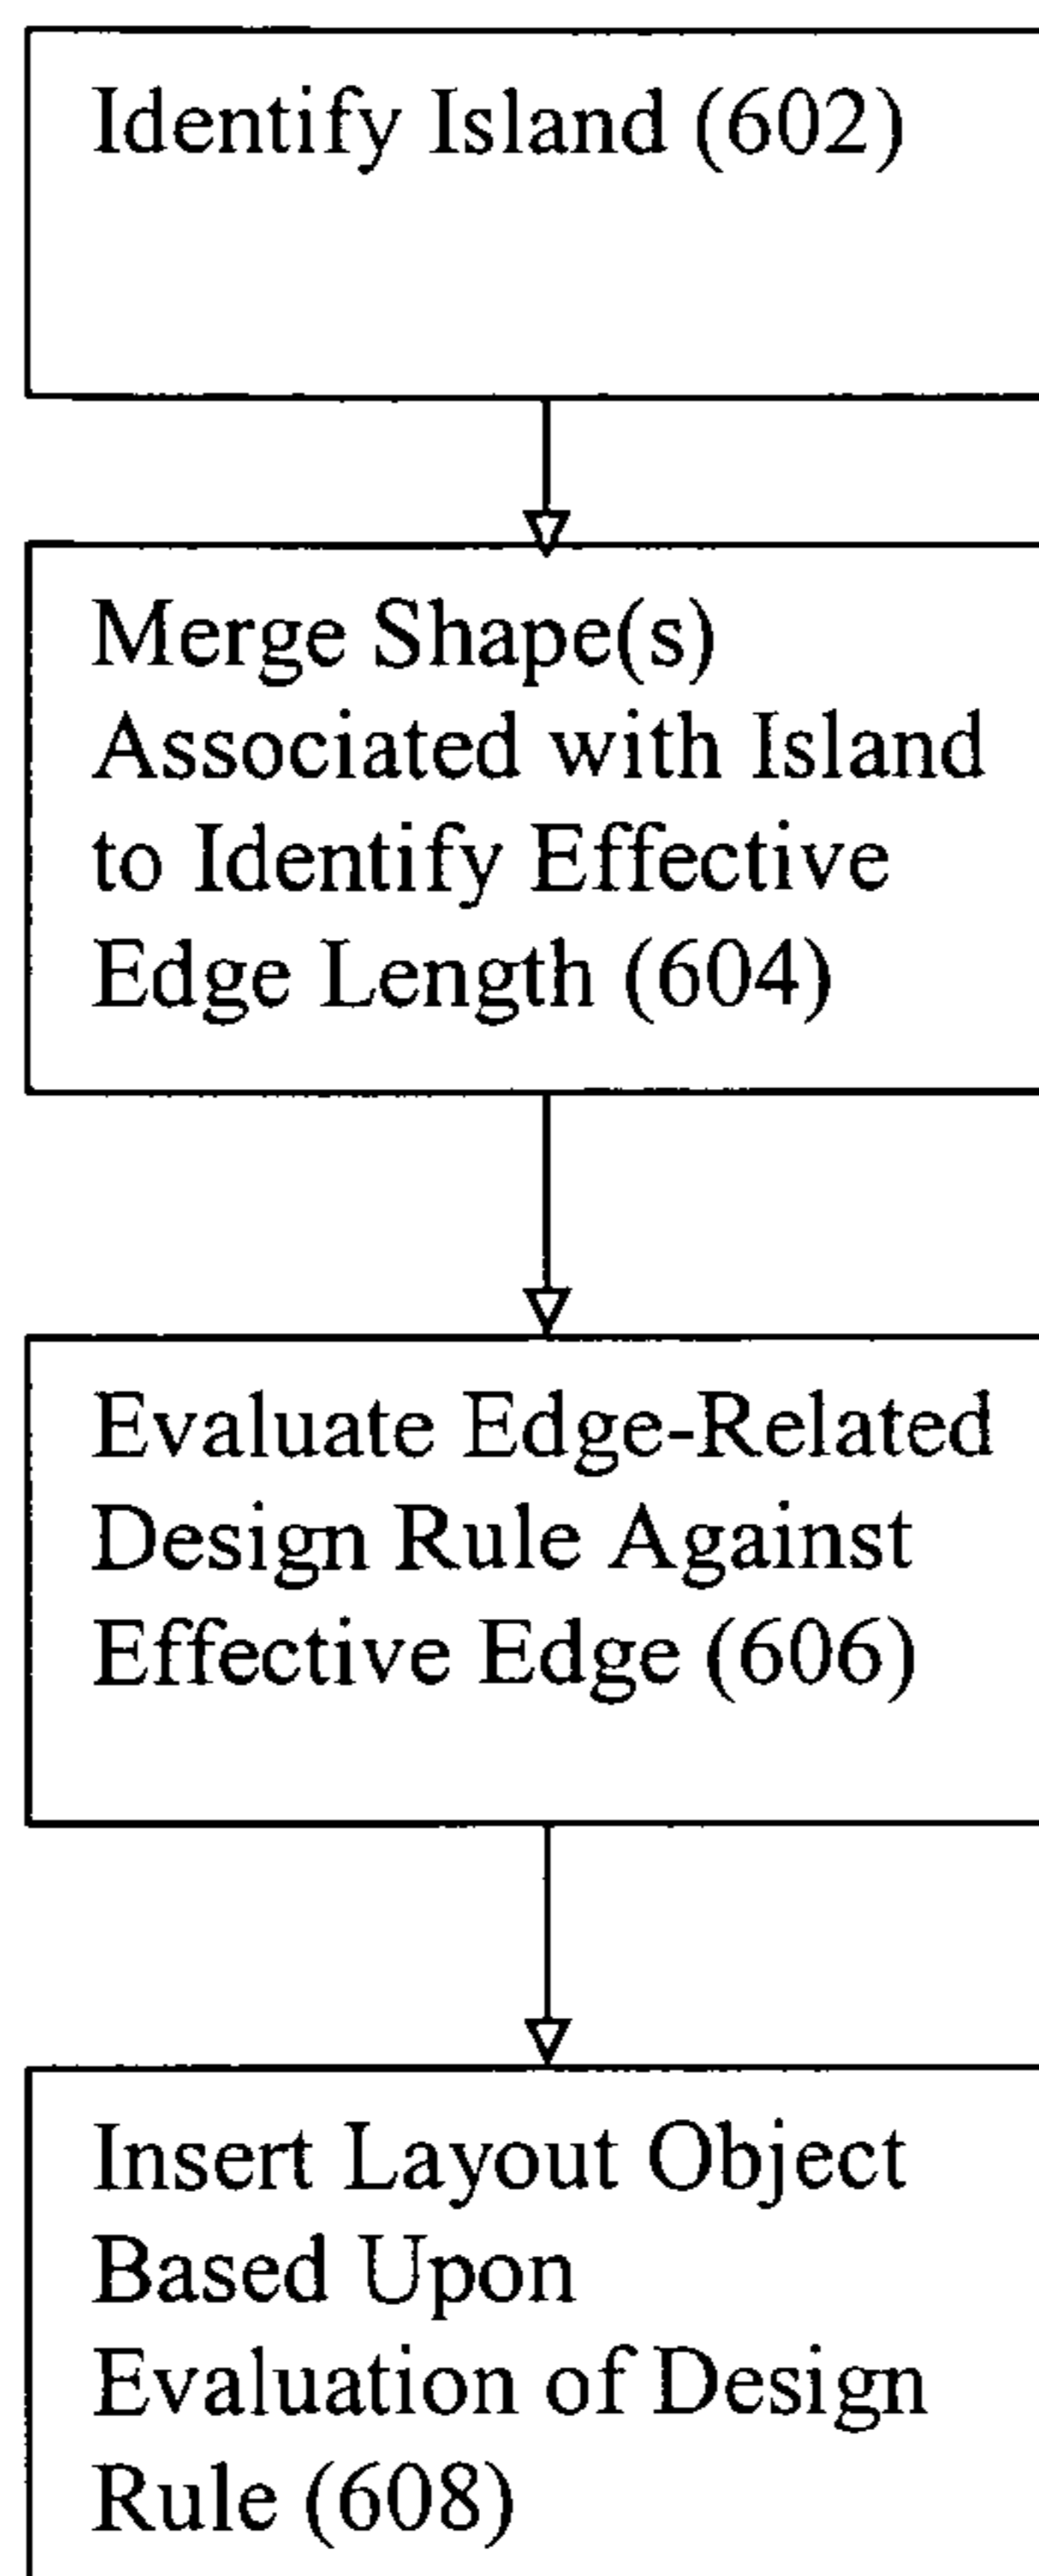 Identify Island (602)
Merge Shape(s)
Associated with Island
to Identify Effective
Edge Length (604)
Evaluate Edge-Related
Design Rule Against
Effective Edge (606)
Insert Layout Object
Based Upon
Evaluation of Design
Rule (608)